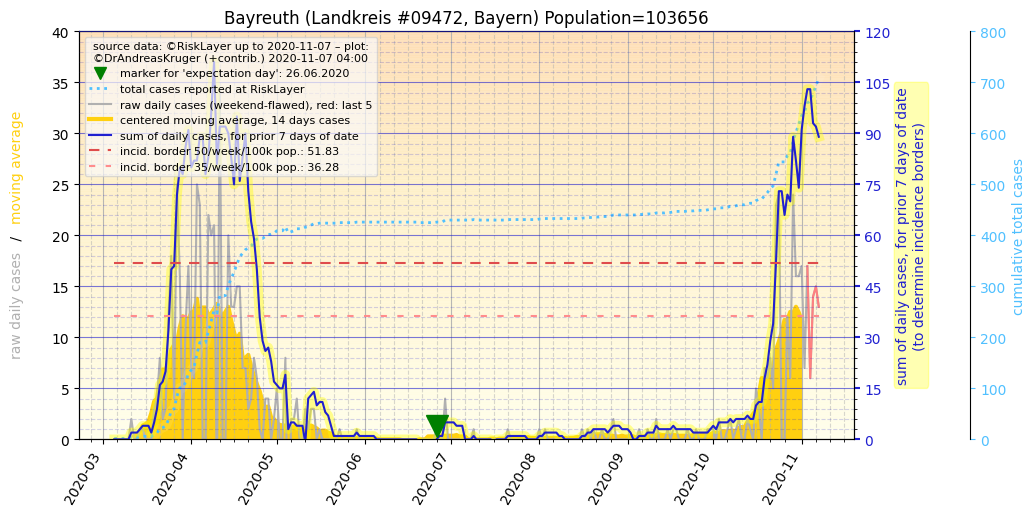 Bayreuth (Landkreis #09472, Bayern) Population=103656
source data: ©RiskLayer up to 2020-11-07 – plot:
©DrAndreasKruger (+contrib.) 2020-11-07 04:00
marker for 'expectation day': 26.06.2020
total cases reported at RiskLayer
raw daily cases (weekend-flawed), red: last 5
centered moving average, 14 days cases
sum of daily cases, for prior 7 days of date
incid. border 50/week/100k pop.: 51.83
incid. border 35/week/100k pop.: 36.28
raw daily cases / moving average
40
35
30
25
20
15
10
5
0
2020-03
2020-04
2020-05
2020-06
2020-07
2020-08
2020-09
2020-10
2020-11
120
105
90
75
60
45
30
15
0
sum of daily cases, for prior 7 days of date
(to determine incidence borders)
800
700
600
500
400
300
200
100
0
cumulative total cases